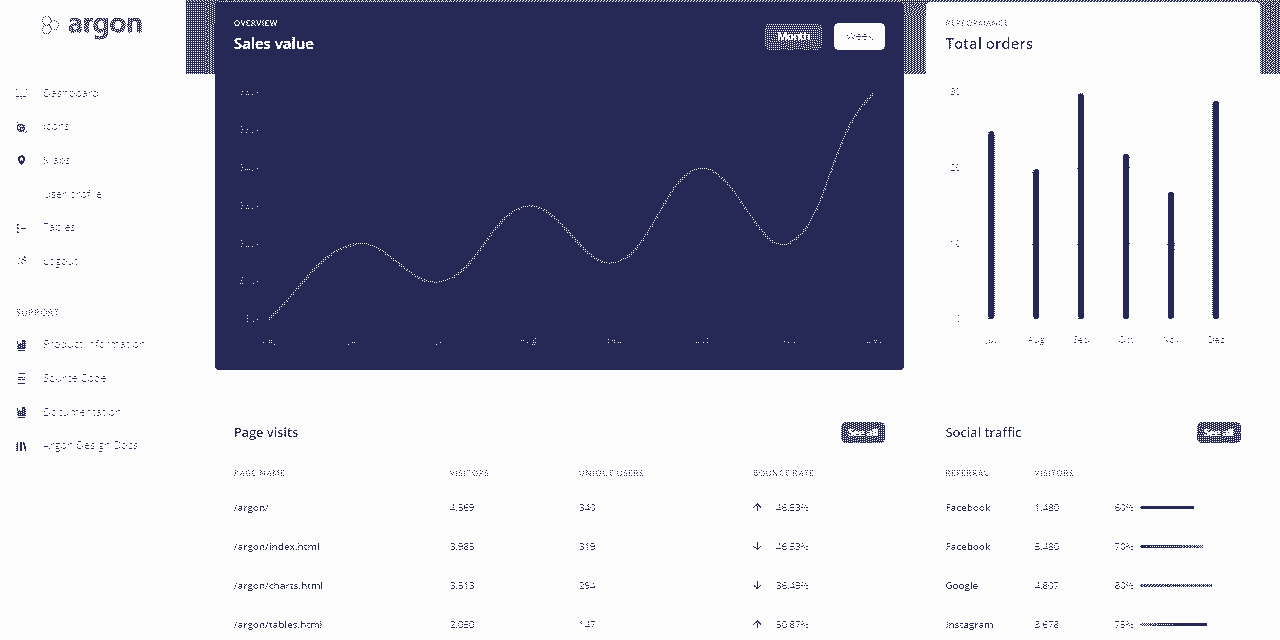 argon
Dashboard
Icons
Maps
User profile
Tables
Logout
SUPPORT
Product Information
Source Code
Documentation
Argon Design Docs
OVERVIEW
Sales value
Month
Week
Aug
PERFORMANCE
Total orders
30
20
10
Jul
Aug
Sep
Oct
Nov
Dec
Page visits
See all
PAGE NAME VISITORS UNIQUE USERS BOUNCE RATE
/argon/ 4,569 340 46,53%
/argon/index.html 3,985 319 46,53%
/argon/charts.html 3,513 294 36,49%
/argon/tables.html 2,050 147 50,87%
Social traffic
See all
REFERRAL VISITORS
Facebook 1,480 60%
Facebook 5,480 70%
Google 4,807 80%
Instagram 3,678 75%